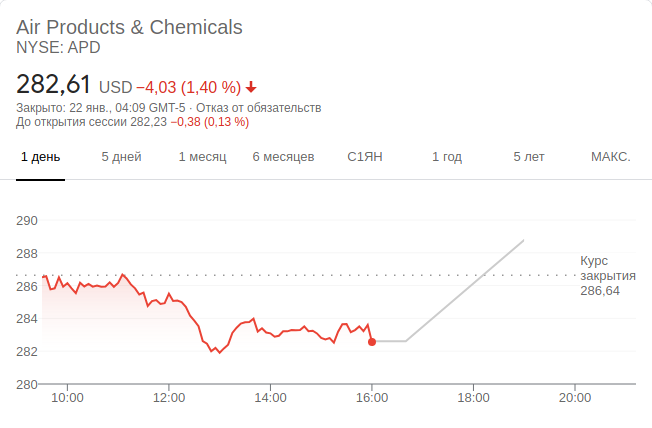 Air Products & Chemicals
NYSE: APD
282,61 USD −4,03 (1,40 %)
Закрыто: 22 янв., 04:09 GMT-5 · Отказ от обязательств
До открытия сессии 282,23 −0,38 (0,13 %)
1 день 5 дней 1 месяц 6 месяцев С1ЯН 1 год 5 лет МАКС.
290
288
Курс
закрытия
286
286,64
284
282
280
10:00 12:00 14:00 16:00 18:00 20:00